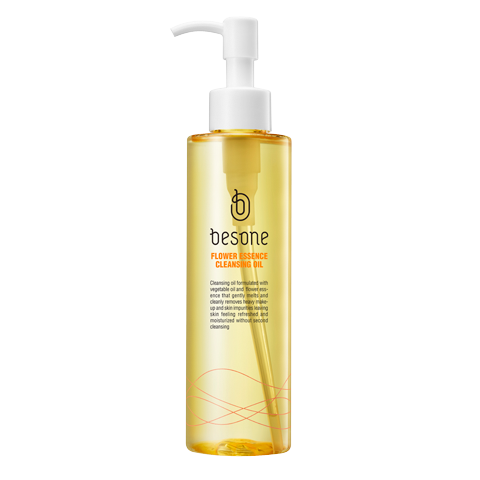 b
besone
FLOWER ESSENCE
CLEANSING OIL
Cleansing oil formulated with
vegetable oil and flower ess-
ence that gently melts and
cleanly removes heavy make-
up and skin impurities leaving
skin feeling refreshed and
moisturized without second
cleansing